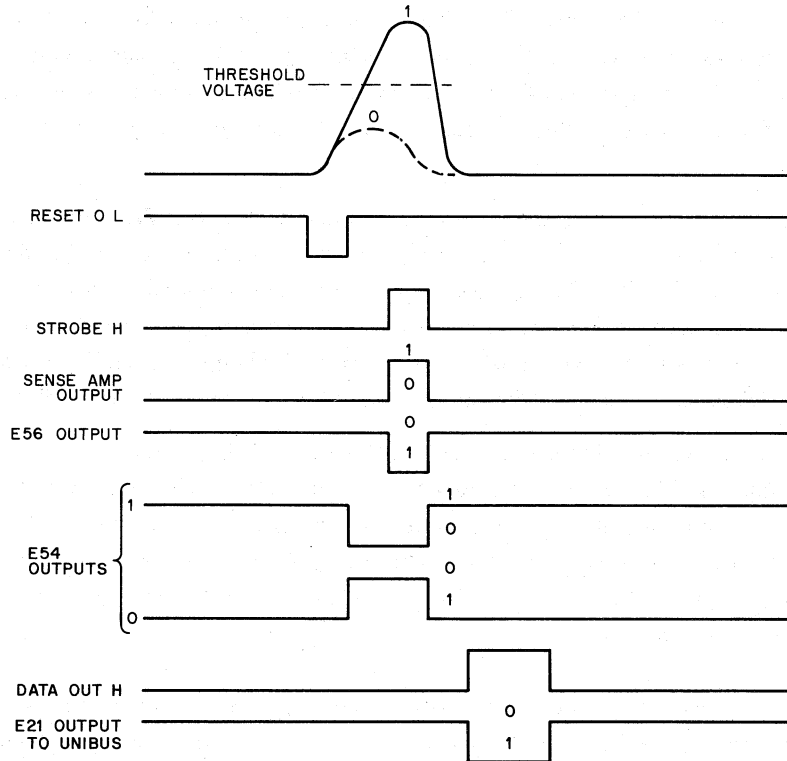 1
THRESHOLD
VOLTAGE
0
RESET O L
STROBE H
1
SENSE AMP
OUTPUT
0
E56 OUTPUT
0
1
E54
OUTPUTS
1
1
0
0
0
1
DATA OUT H
E21 OUTPUT
TO UNIBUS
0
1